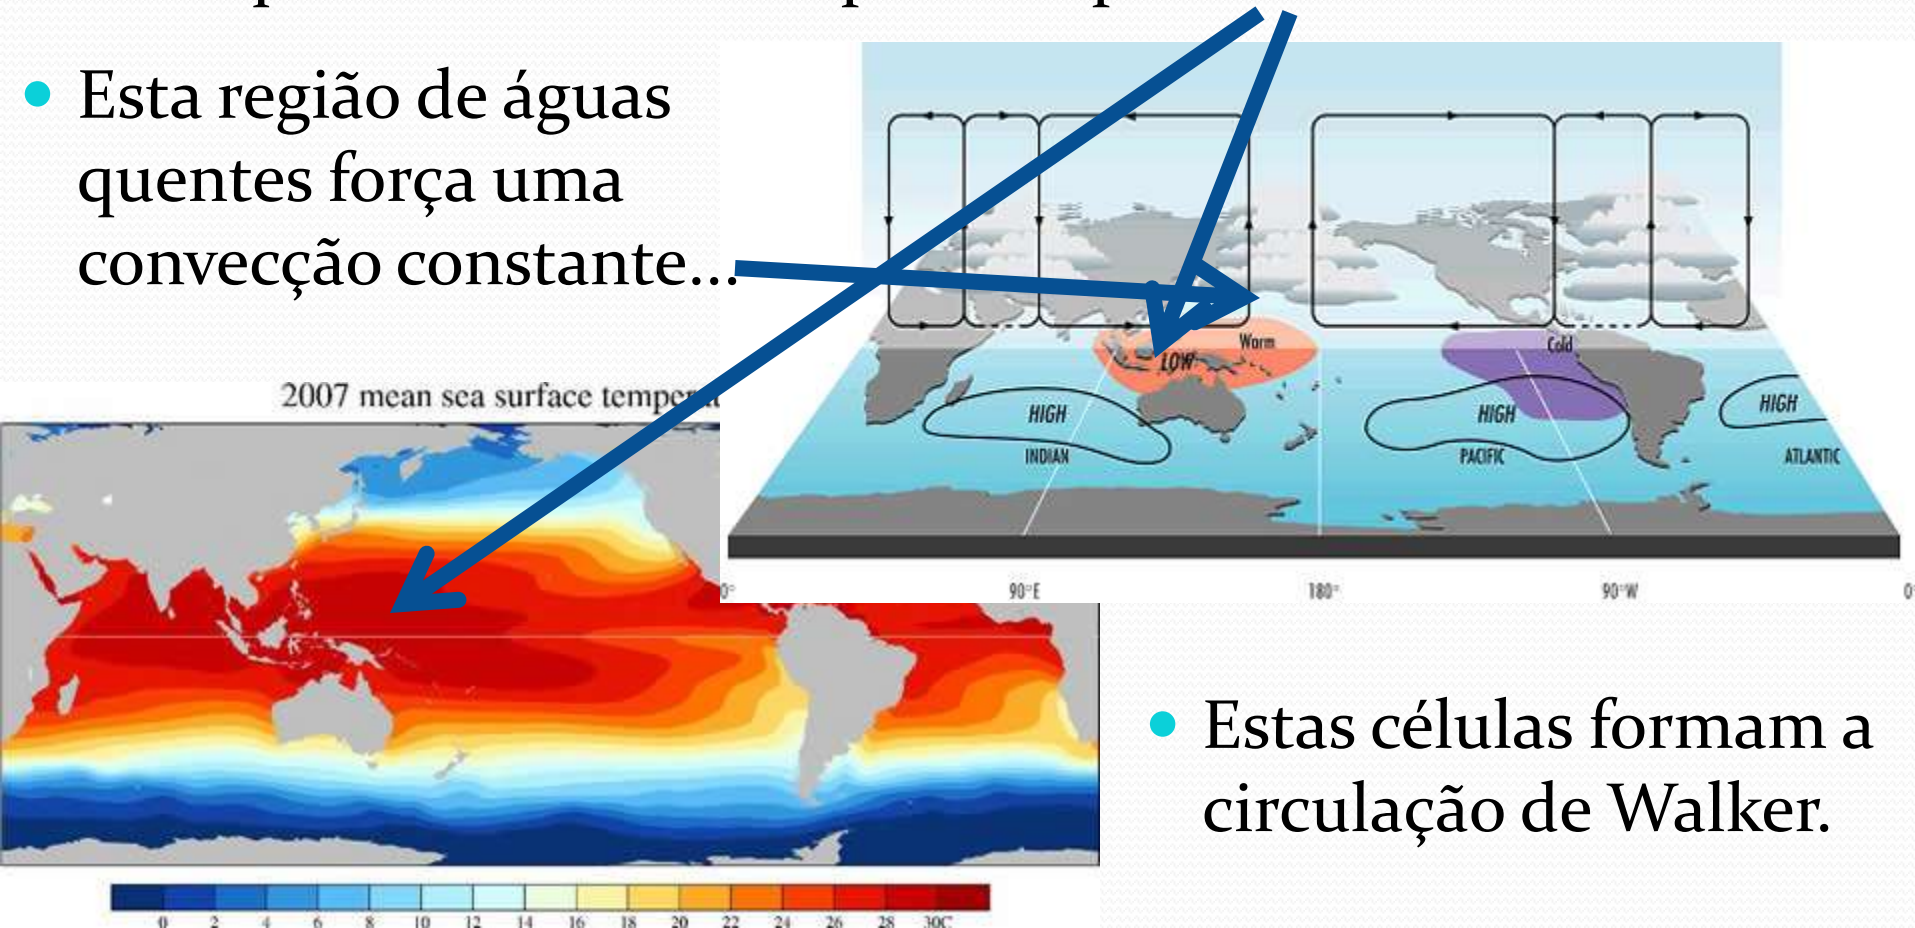 Esta região de águas
quentes força uma
convecção constante...
2007 mean sea surface
Warm
LOW
Cold
HIGH
HIGH
HIGH
INDIAN
PACIFIC
ATLANTIC
0°
90°E
180°
90°W
0
0 2 4 6 8 10 12 14 16 18 20 22 24 26 28 30C
Estas células formam a
circulação de Walker.